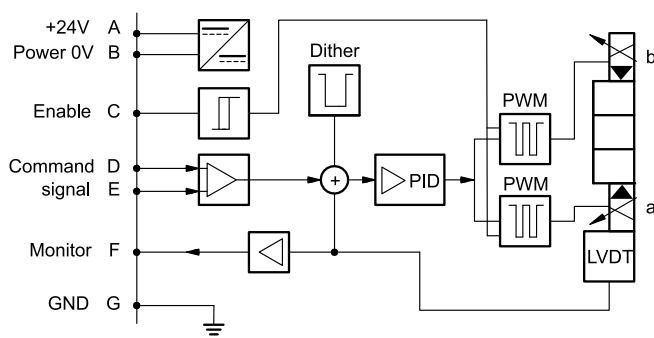 +24V A
Power 0V B
Dither
b
Enable C
PWM
Command D
signal E
+
PID
PWM
a
Monitor F
LVDT
GND G